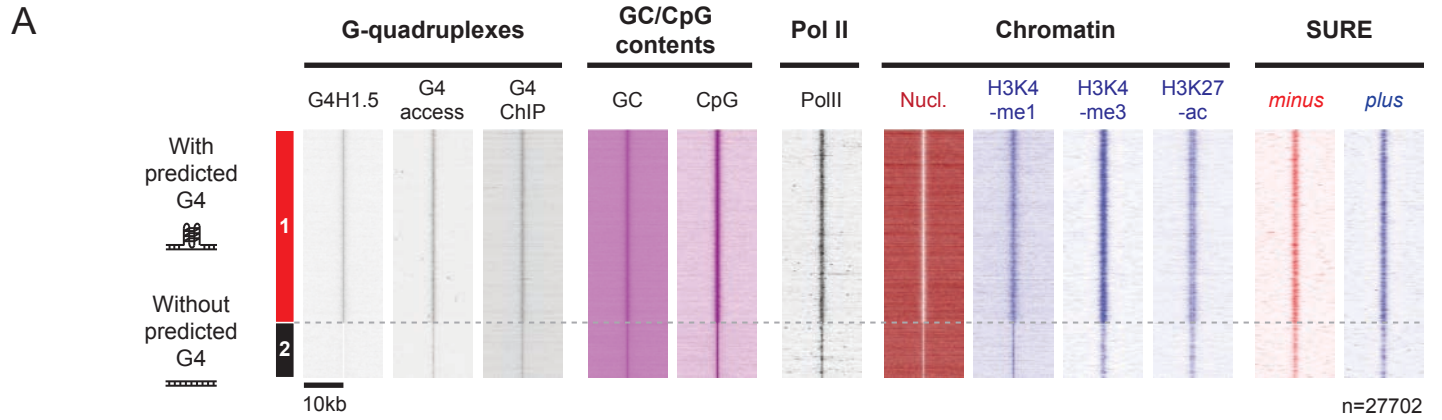 A
G-quadruplexes
GC/CpG
contents
Pol II
Chromatin
SURE
G4H1.5
G4
access
G4
ChIP
GC
CpG
PolII
Nucl.
H3K4
-me1
H3K4
-me3
H3K27
-ac
minus
plus
With
predicted
G4
1
Without
predicted
G4
2
10kb
n=27702